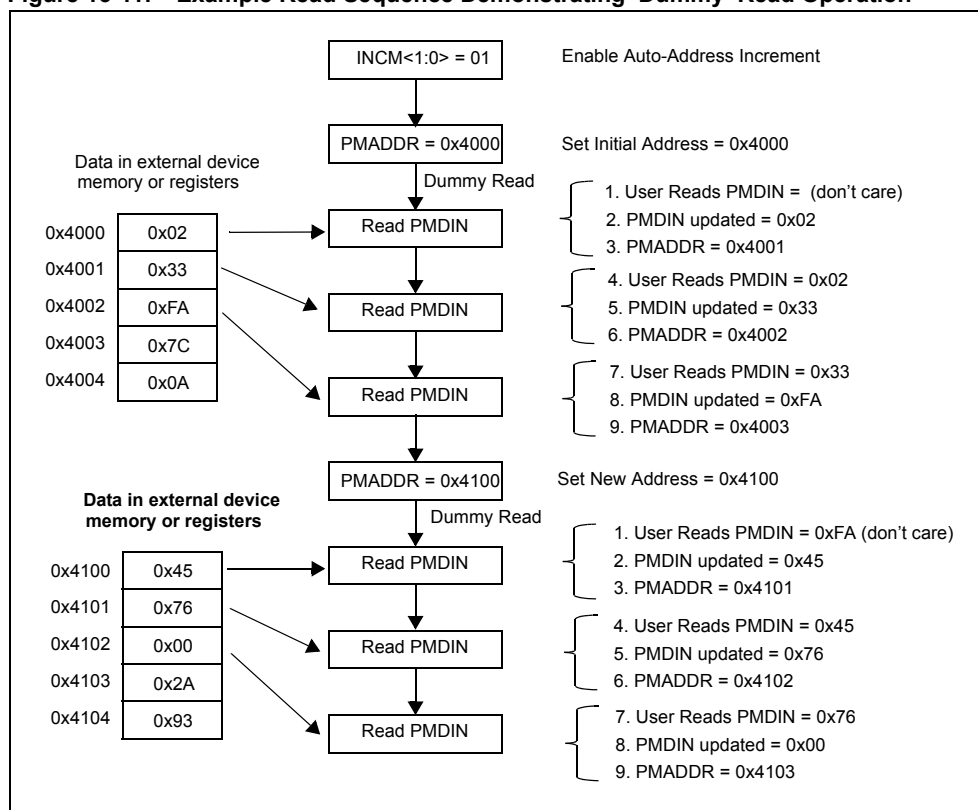 Figure 13-11: Example Read Sequence Demonstrating "Dummy" Read Operation
INCM<1:0> = 01
Enable Auto-Address Increment
PMADDR = 0x4000
Set Initial Address = 0x4000
Data in external device
memory or registers
Dummy Read
0x4000 0x02
0x4001 0x33
0x4002 0xFA
0x4003 0x7C
0x4004 0x0A
Read PMDIN
1. User Reads PMDIN = (don't care)
2. PMDIN updated = 0x02
3. PMADDR = 0x4001
Read PMDIN
4. User Reads PMDIN = 0x02
5. PMDIN updated = 0x33
6. PMADDR = 0x4002
Read PMDIN
7. User Reads PMDIN = 0x33
8. PMDIN updated = 0xFA
9. PMADDR = 0x4003
PMADDR = 0x4100
Set New Address = 0x4100
Data in external device
memory or registers
Dummy Read
0x4100 0x45
0x4101 0x76
0x4102 0x00
0x4103 0x2A
0x4104 0x93
Read PMDIN
1. User Reads PMDIN = 0xFA (don't care)
2. PMDIN updated = 0x45
3. PMADDR = 0x4101
Read PMDIN
4. User Reads PMDIN = 0x45
5. PMDIN updated = 0x76
6. PMADDR = 0x4102
Read PMDIN
7. User Reads PMDIN = 0x76
8. PMDIN updated = 0x00
9. PMADDR = 0x4103